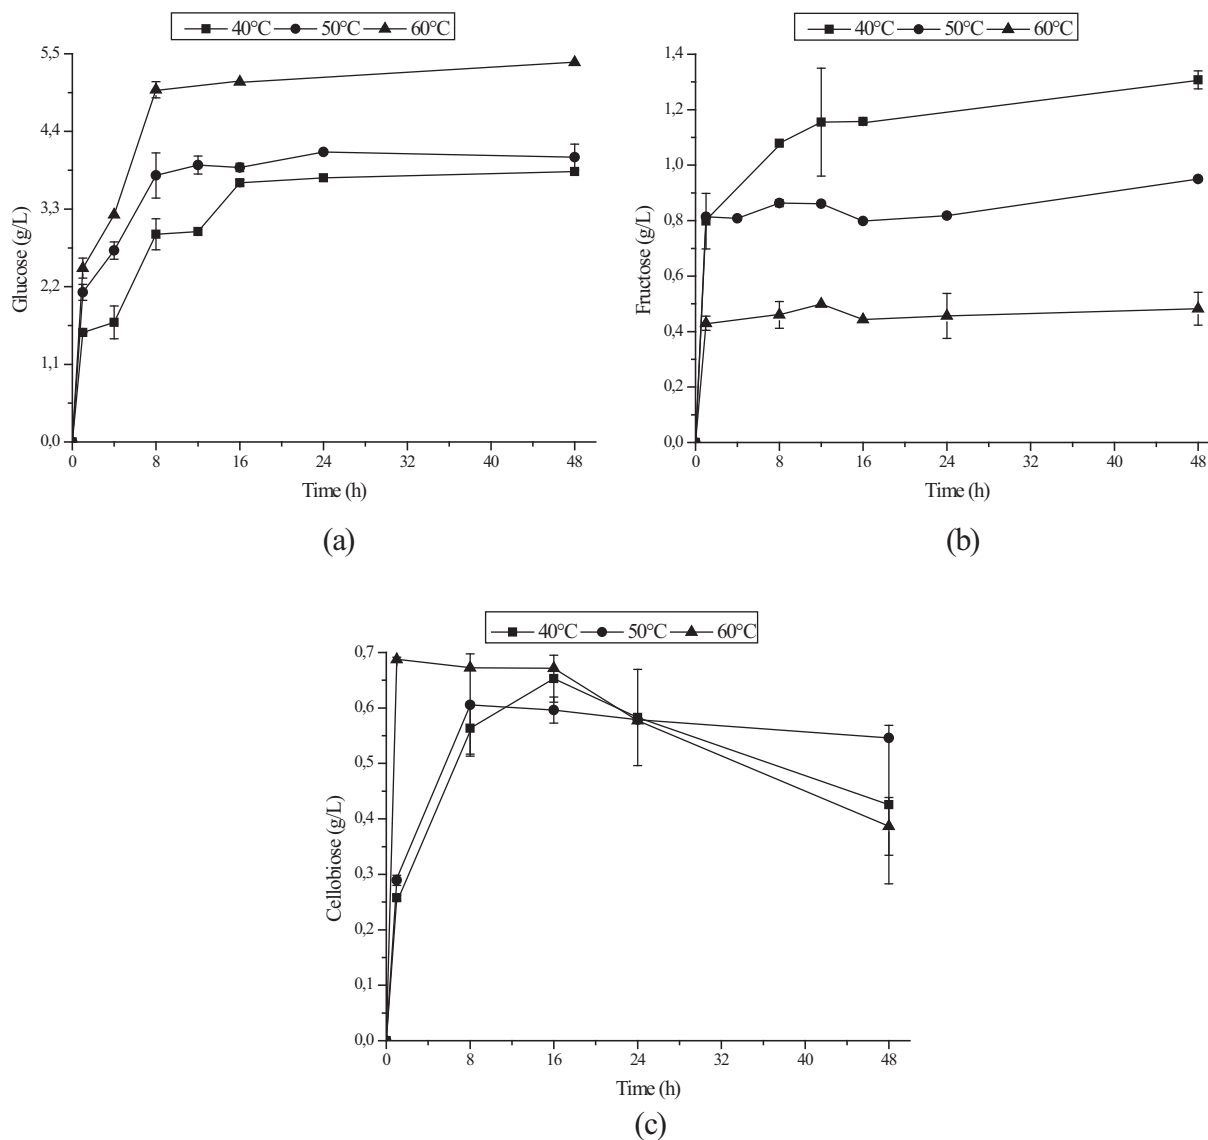 40°C 50°C 60°C
5,5
4,4
3,3
2,2
1,1
0,0
Glucose (g/L)
0 8 16 24 32 40 48
Time (h)
(a)
40°C 50°C 60°C
1,4
1,2
1,0
0,8
0,6
0,4
0,2
0,0
Fructose (g/L)
0 8 16 24 32 40 48
Time (h)
(b)
40°C 50°C 60°C
0,7
0,6
0,5
0,4
0,3
0,2
0,1
0,0
Cellobiose (g/L)
0 8 16 24 32 40 48
Time (h)
(c)